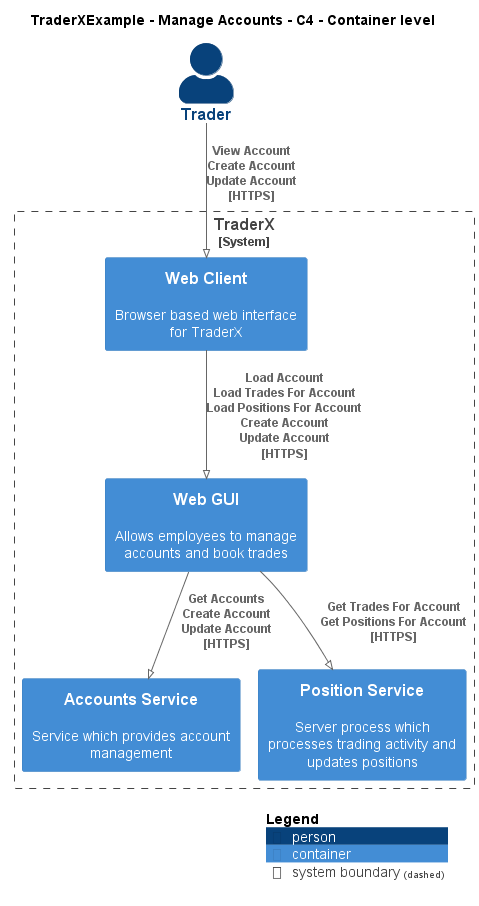 TraderXExample - Manage Accounts - C4 - Container level
Trader
View Account
Create Account
Update Account
[HTTPS]
TraderX
[System]
Web Client
Browser based web interface
for TraderX
Load Account
Load Trades For Account
Load Positions For Account
Create Account
Update Account
[HTTPS]
Web GUI
Allows employees to manage
accounts and book trades
Get Accounts
Create Account
Update Account
[HTTPS]
Get Trades For Account
Get Positions For Account
[HTTPS]
Accounts Service
Service which provides account
management
Position Service
Server process which
processes trading activity and
updates positions
Legend
person
container
system boundary (dashed)